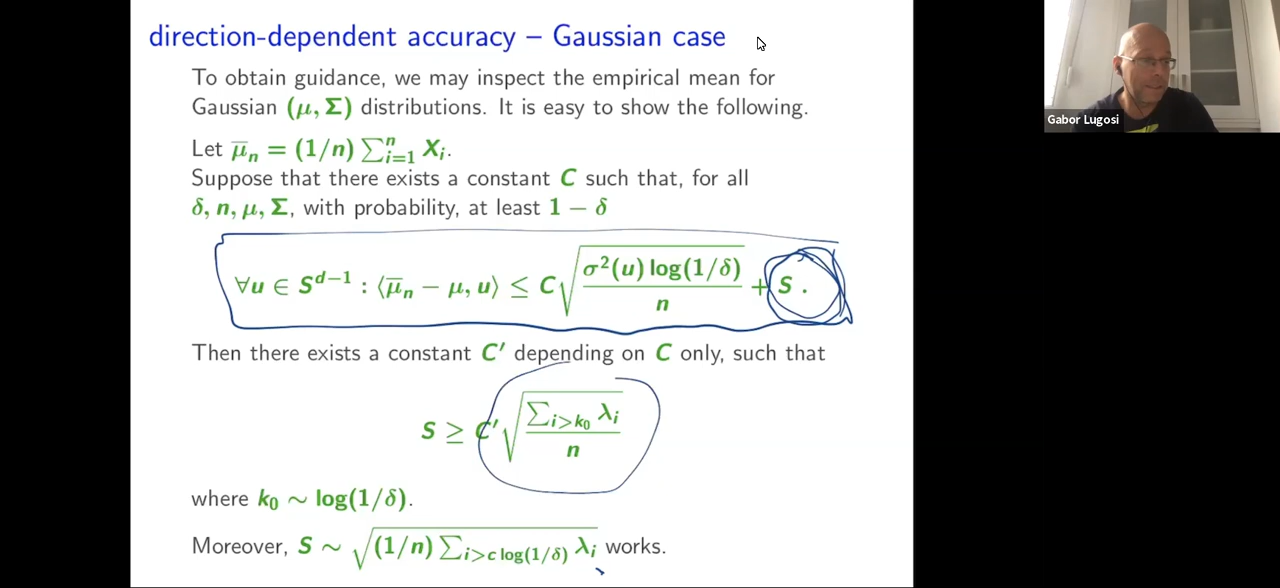 direction-dependent accuracy – Gaussian case
To obtain guidance, we may inspect the empirical mean for
Gaussian (μ, Σ) distributions. It is easy to show the following.
Let μ̄ₙ = (1/n) ∑ⁿᵢ₌₁ Xᵢ.
Suppose that there exists a constant C such that, for all
δ, n, μ, Σ, with probability, at least 1 − δ
∀u ∈ S^{d−1} : ⟨μ̄ₙ − μ, u⟩ ≤ C√(σ²(u) log(1/δ) / n) + S .
Then there exists a constant C′ depending on C only, such that
S ≥ C′√(∑_{i>k₀} λᵢ / n)
where k₀ ∼ log(1/δ).
Moreover, S ∼ √((1/n) ∑_{i>c log(1/δ)} λᵢ) works.
Gabor Lugosi